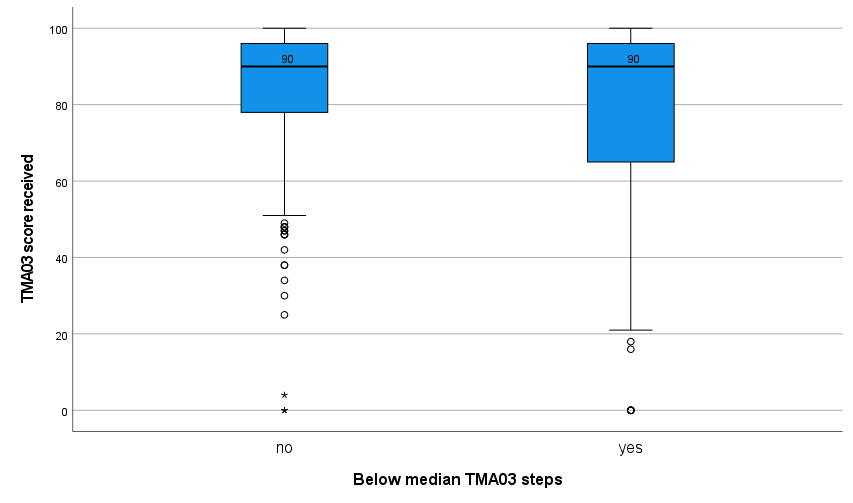 100
80
60
40
20
0
TMA03 score received
90
90
no
yes
Below median TMA03 steps